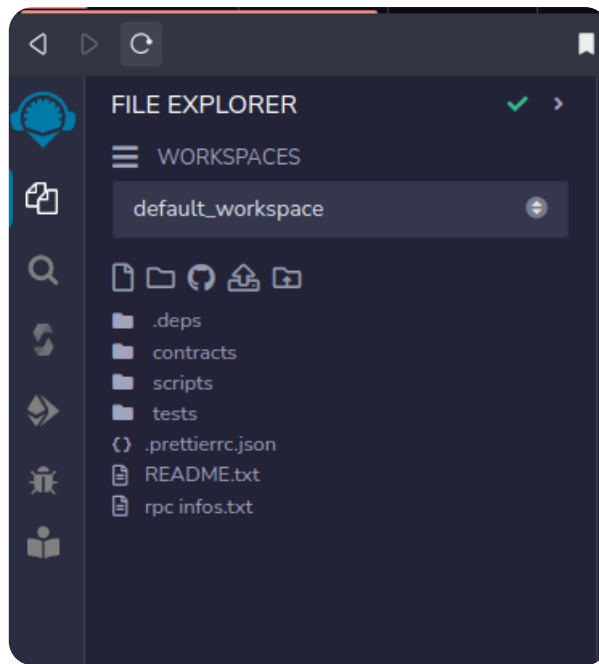 FILE EXPLORER
WORKSPACES
default_workspace
.deps
contracts
scripts
tests
.prettierrc.json
README.txt
rpc infos.txt